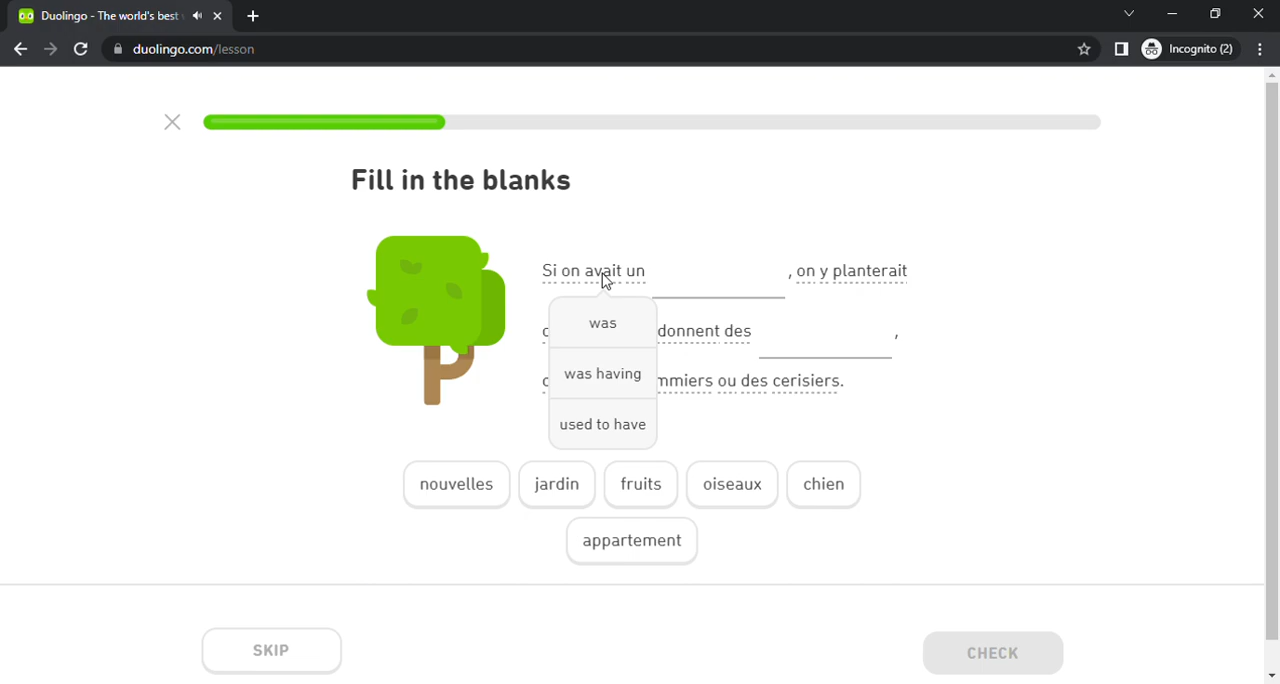 Duolingo - The world's best
duolingo.com/lesson
Incognito (2)
Fill in the blanks
Si on avait un , on y planterait
donnent des ,
mmiers ou des cerisiers.
was
was having
used to have
nouvelles jardin fruits oiseaux chien
appartement
SKIP CHECK